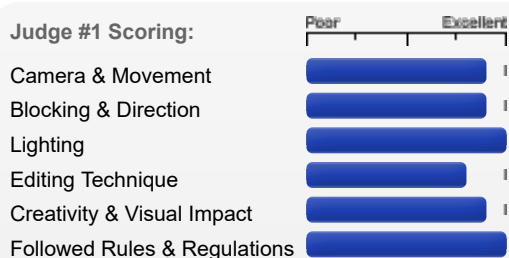 Judge #1 Scoring:
Poor Excellent
Camera & Movement
Blocking & Direction
Lighting
Editing Technique
Creativity & Visual Impact
Followed Rules & Regulations